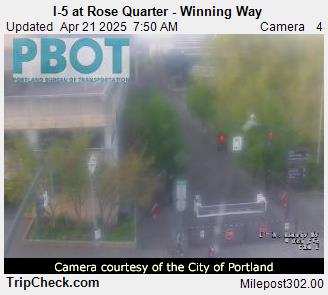 I-5 at Rose Quarter - Winning Way
Updated Apr 21 2025 7:50 AM Camera 4
PBOT
PORTLAND BUREAU OF TRANSPORTATION
Camera courtesy of the City of Portland
TripCheck.com Milepost302.00